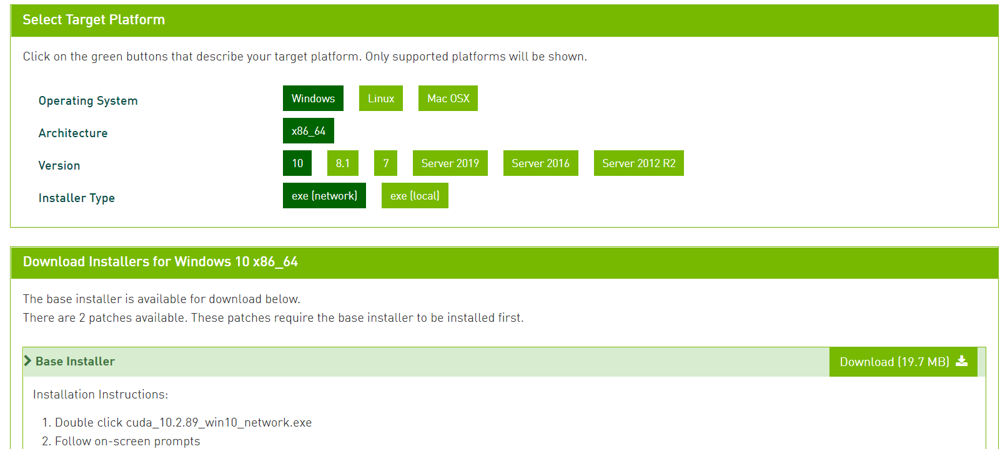 Select Target Platform
Click on the green buttons that describe your target platform. Only supported platforms will be shown.
Operating System Windows Linux Mac OSX
Architecture x86_64
Version 10 8.1 7 Server 2019 Server 2016 Server 2012 R2
Installer Type exe (network) exe (local)
Download Installers for Windows 10 x86_64
The base installer is available for download below.
There are 2 patches available. These patches require the base installer to be installed first.
Base Installer Download (19.7 MB)
Installation Instructions:
1. Double click cuda_10.2.89_win10_network.exe
2. Follow on-screen prompts